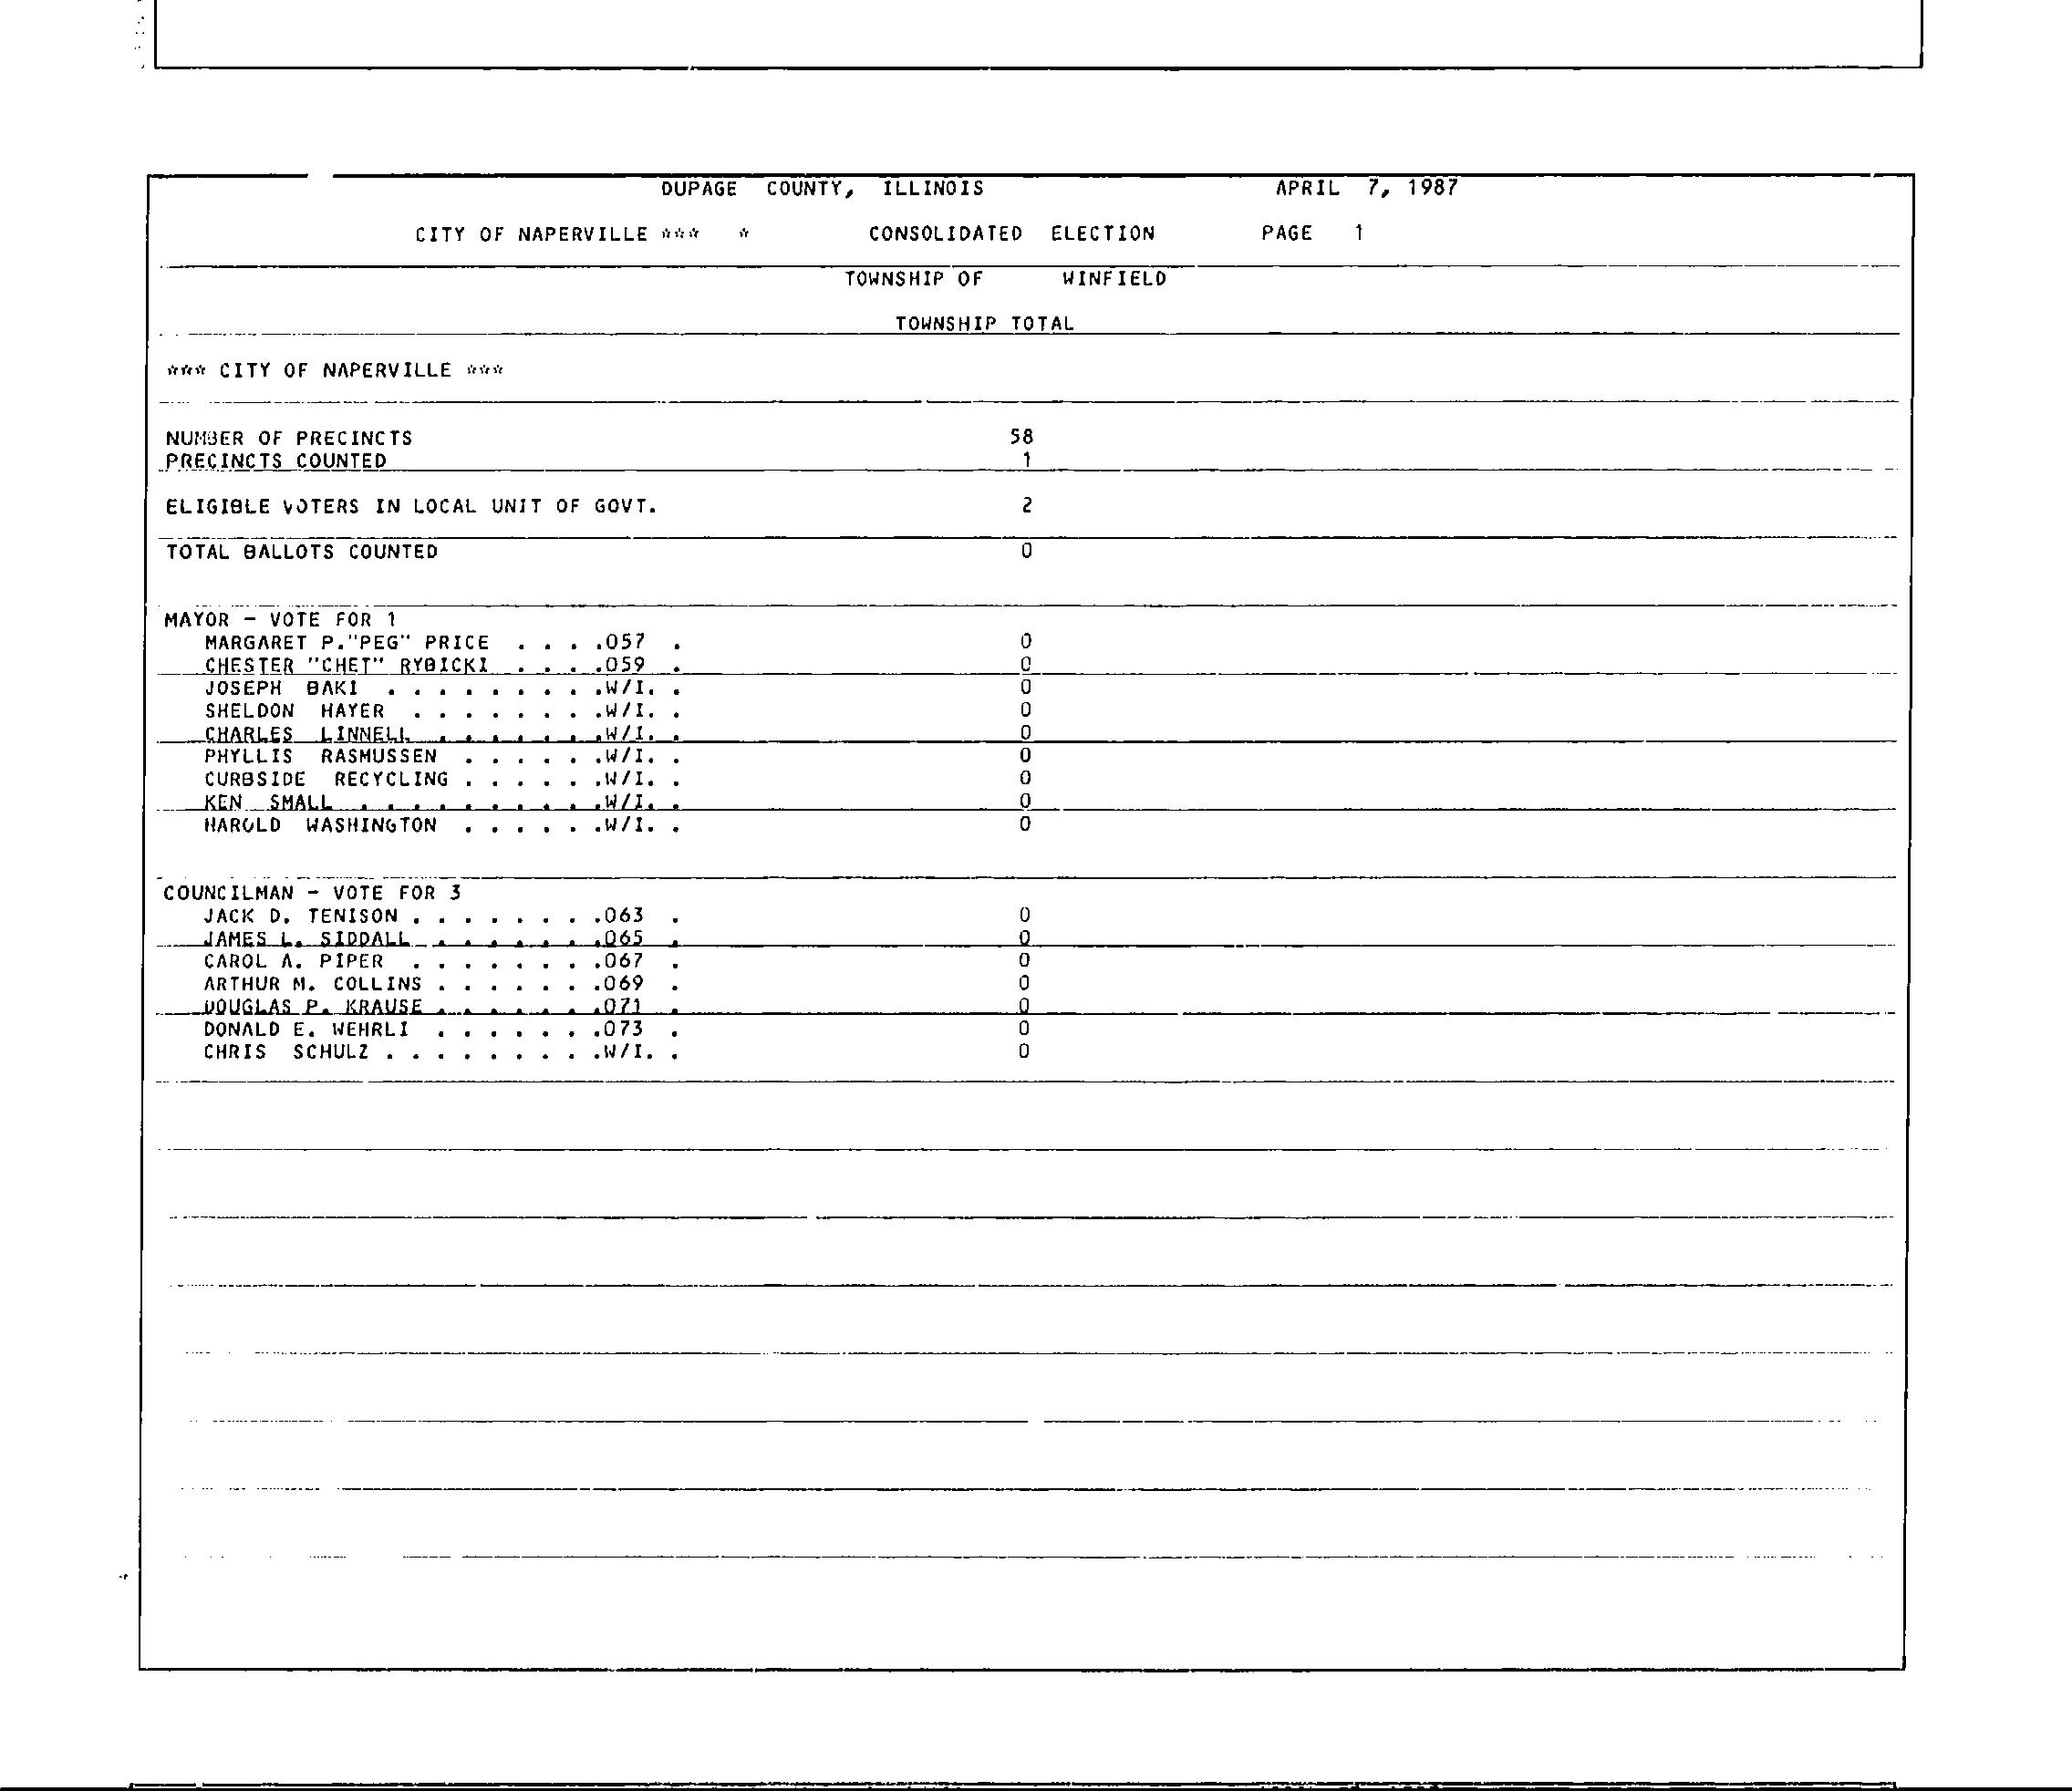 DUPAGE COUNTY, ILLINOIS APRIL 7, 1987
CITY OF NAPERVILLE *** * CONSOLIDATED ELECTION PAGE 1
TOWNSHIP OF WINFIELD
TOWNSHIP TOTAL
*** CITY OF NAPERVILLE ***
NUMBER OF PRECINCTS 58
PRECINCTS COUNTED 1
ELIGIBLE VOTERS IN LOCAL UNIT OF GOVT. 2
TOTAL BALLOTS COUNTED 0
MAYOR - VOTE FOR 1
MARGARET P."PEG" PRICE . . . .057 . 0
CHESTER "CHET" RYBICKI . . . .059 . 0
JOSEPH BAKI . . . . . . . . .W/I. . 0
SHELDON HAYER . . . . . . . .W/I. . 0
CHARLES LINNELL . . . . . . .W/I. . 0
PHYLLIS RASMUSSEN . . . . . .W/I. . 0
CURBSIDE RECYCLING . . . . . .W/I. . 0
KEN SMALL . . . . . . . . . .W/I. . 0
HAROLD WASHINGTON . . . . . .W/I. . 0
COUNCILMAN - VOTE FOR 3
JACK D. TENISON . . . . . . . .063 . 0
JAMES L. SIDDALL . . . . . . .065 . 0
CAROL A. PIPER . . . . . . . .067 . 0
ARTHUR M. COLLINS . . . . . . .069 . 0
DOUGLAS P. KRAUSE . . . . . . .071 . 0
DONALD E. WEHRLI . . . . . . .073 . 0
CHRIS SCHULZ . . . . . . . . .W/I. . 0